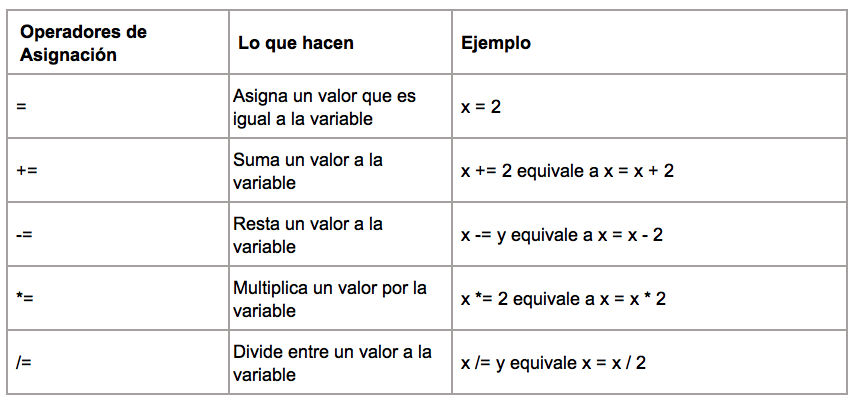 Operadores de
Asignación
Lo que hacen
Ejemplo
=
Asigna un valor que es
igual a la variable
x = 2
+=
Suma un valor a la
variable
x += 2 equivale a x = x + 2
-=
Resta un valor a la
variable
x -= y equivale a x = x - 2
*=
Multiplica un valor por la
variable
x *= 2 equivale a x = x * 2
/=
Divide entre un valor a la
variable
x /= y equivale x = x / 2